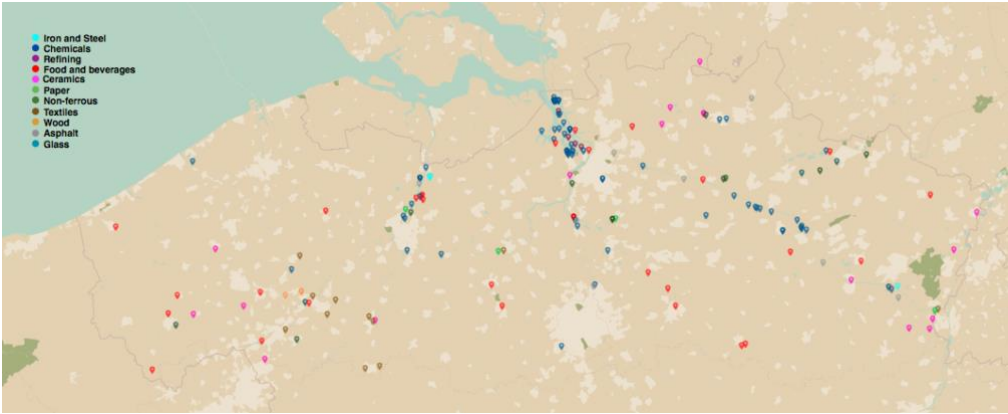 Iron and Steel
Chemicals
Refining
Food and beverages
Ceramics
Paper
Non-ferrous
Textiles
Wood
Asphalt
Glass